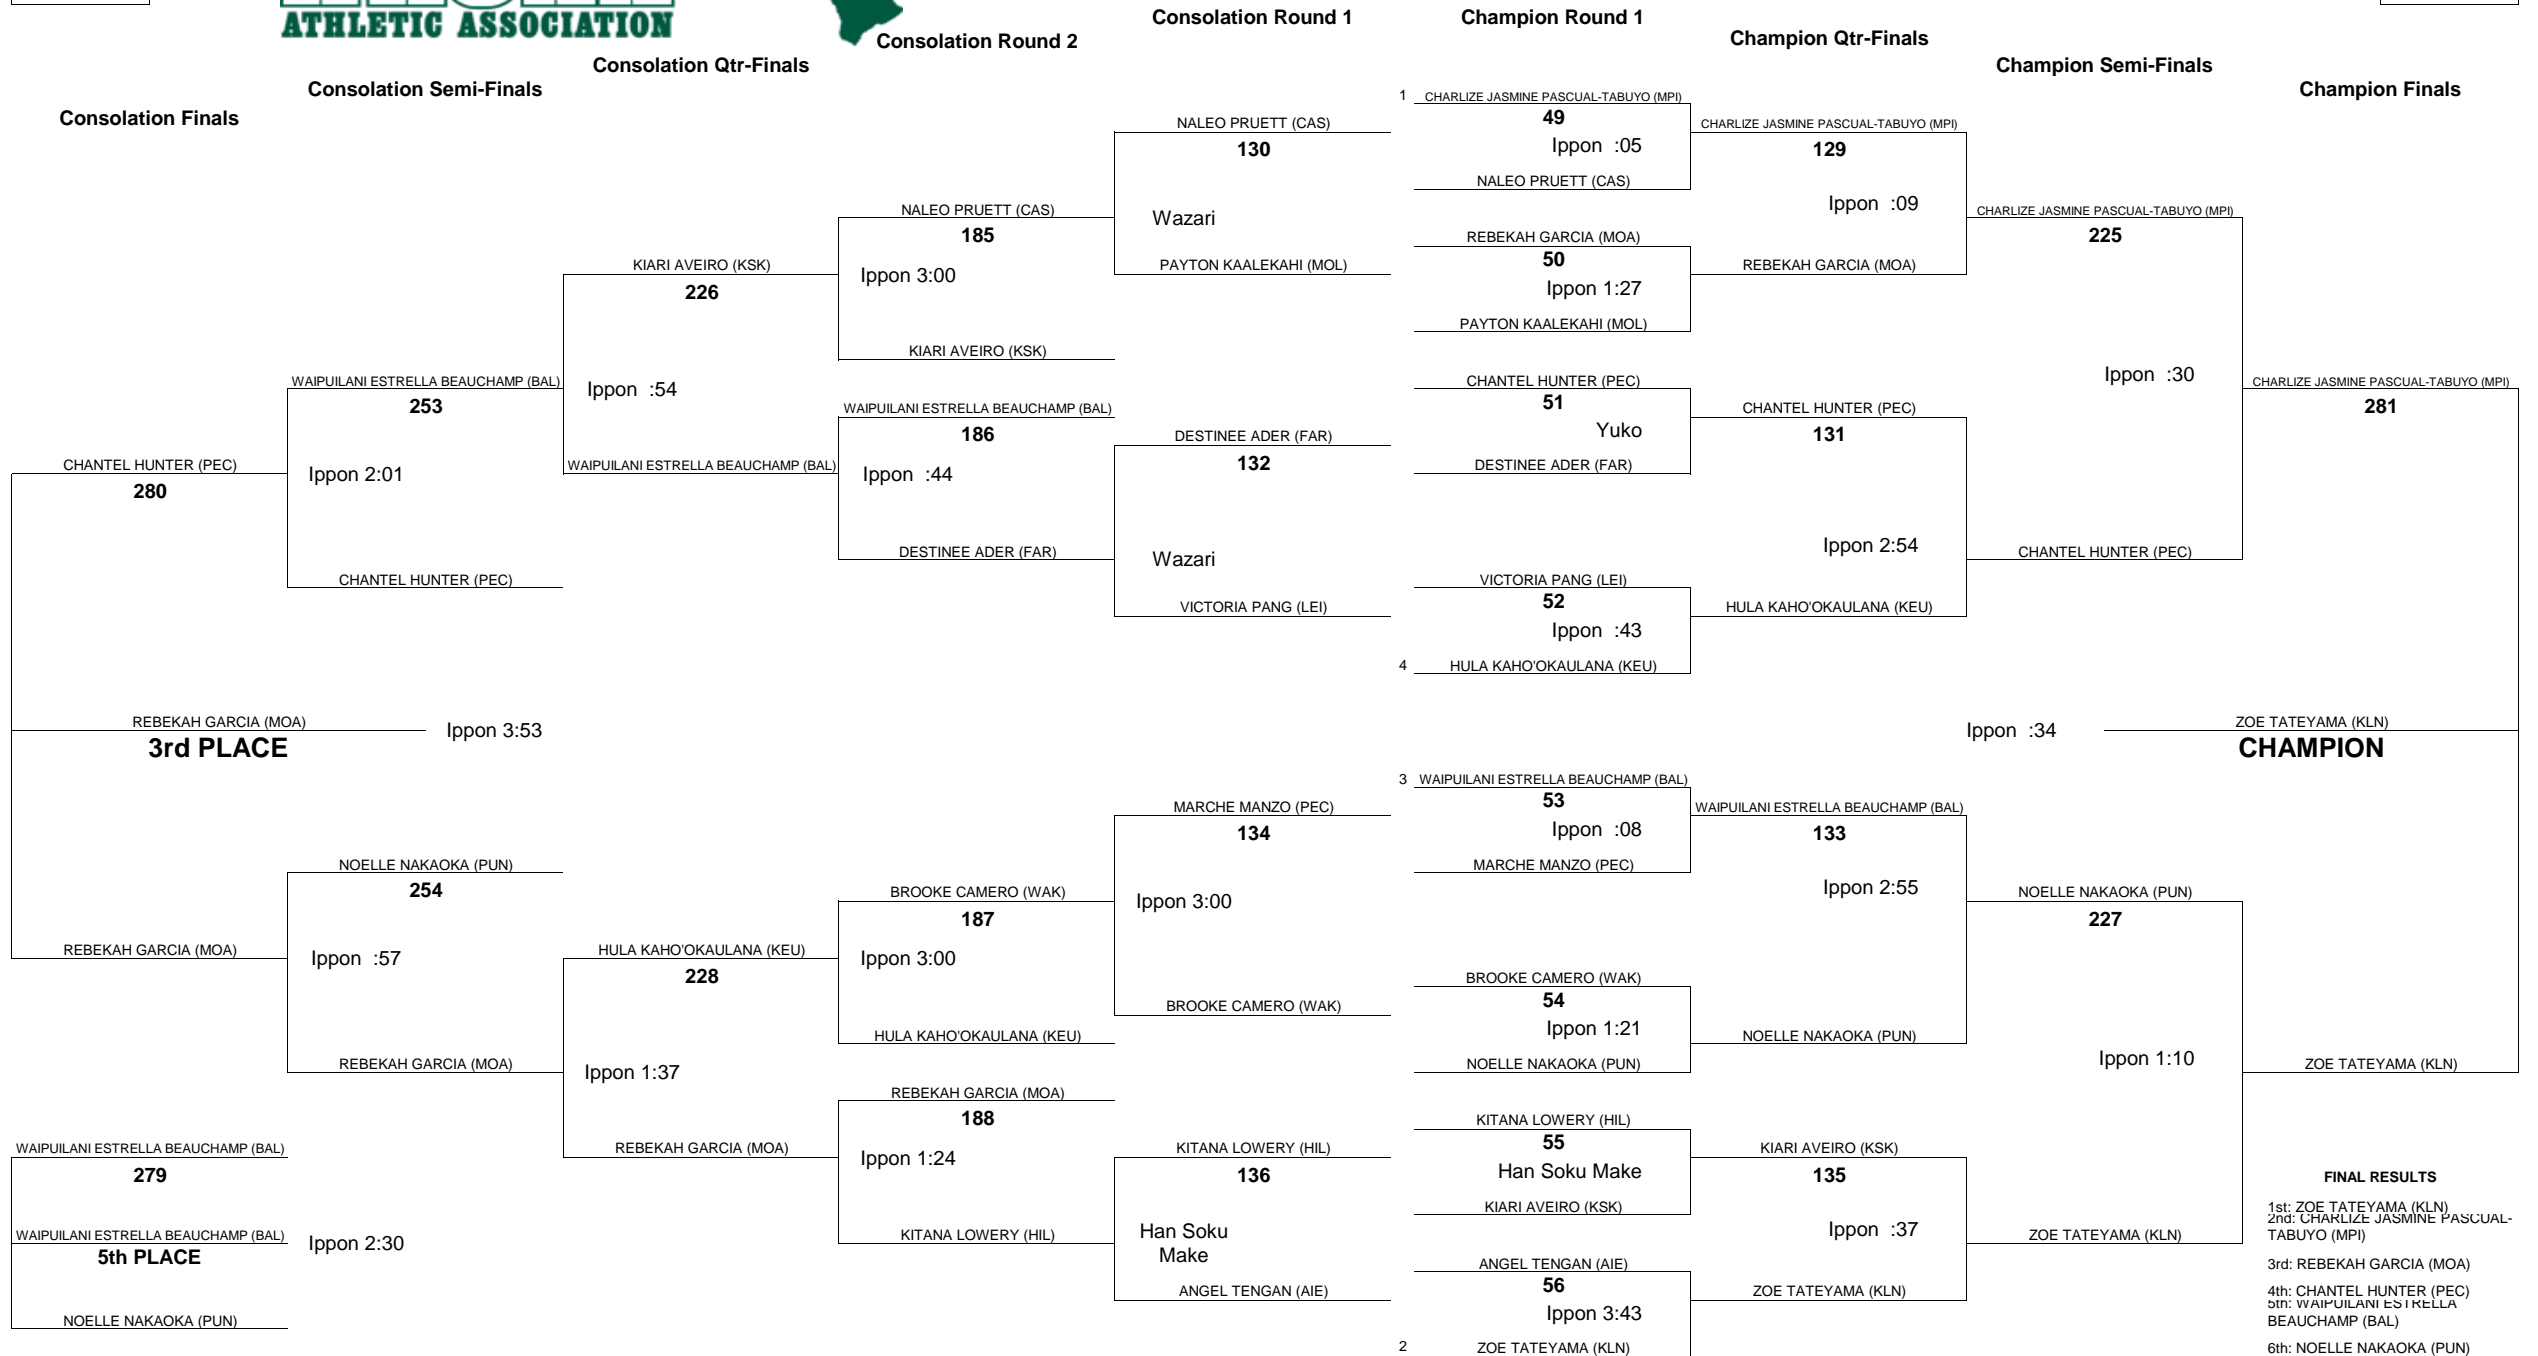 ATHLETIC ASSOCIATION
Consolation Round 1
Champion Round 1
Consolation Round 2
Champion Qtr-Finals
Consolation Qtr-Finals
Champion Semi-Finals
Consolation Semi-Finals
Champion Finals
Consolation Finals
CHANTEL HUNTER (PEC)
280
REBEKAH GARCIA (MOA)
3rd PLACE
Ippon 3:53
REBEKAH GARCIA (MOA)
WAIPUILANI ESTRELLA BEAUCHAMP (BAL)
279
WAIPUILANI ESTRELLA BEAUCHAMP (BAL)
5th PLACE
Ippon 2:30
NOELLE NAKAOKA (PUN)
WAIPUILANI ESTRELLA BEAUCHAMP (BAL)
253
Ippon 2:01
CHANTEL HUNTER (PEC)
NOELLE NAKAOKA (PUN)
254
Ippon :57
REBEKAH GARCIA (MOA)
KIARI AVEIRO (KSK)
226
Ippon :54
WAIPUILANI ESTRELLA BEAUCHAMP (BAL)
HULA KAHO'OKAULANA (KEU)
228
Ippon 1:37
REBEKAH GARCIA (MOA)
NALEO PRUETT (CAS)
185
Ippon 3:00
KIARI AVEIRO (KSK)
WAIPUILANI ESTRELLA BEAUCHAMP (BAL)
186
Ippon :44
DESTINEE ADER (FAR)
BROOKE CAMERO (WAK)
187
Ippon 3:00
HULA KAHO'OKAULANA (KEU)
REBEKAH GARCIA (MOA)
188
Ippon 1:24
KITANA LOWERY (HIL)
NALEO PRUETT (CAS)
130
Wazari
PAYTON KAALEKAHI (MOL)
DESTINEE ADER (FAR)
132
Wazari
VICTORIA PANG (LEI)
MARCHE MANZO (PEC)
134
Ippon 3:00
BROOKE CAMERO (WAK)
KITANA LOWERY (HIL)
136
Han Soku
Make
ANGEL TENGAN (AIE)
1 CHARLIZE JASMINE PASCUAL-TABUYO (MPI)
49
Ippon :05
NALEO PRUETT (CAS)
REBEKAH GARCIA (MOA)
50
Ippon 1:27
PAYTON KAALEKAHI (MOL)
CHANTEL HUNTER (PEC)
51
Yuko
DESTINEE ADER (FAR)
VICTORIA PANG (LEI)
52
Ippon :43
4 HULA KAHO'OKAULANA (KEU)
3 WAIPUILANI ESTRELLA BEAUCHAMP (BAL)
53
Ippon :08
MARCHE MANZO (PEC)
BROOKE CAMERO (WAK)
54
Ippon 1:21
NOELLE NAKAOKA (PUN)
KITANA LOWERY (HIL)
55
Han Soku Make
KIARI AVEIRO (KSK)
ANGEL TENGAN (AIE)
56
Ippon 3:43
2 ZOE TATEYAMA (KLN)
CHARLIZE JASMINE PASCUAL-TABUYO (MPI)
129
Ippon :09
REBEKAH GARCIA (MOA)
CHANTEL HUNTER (PEC)
131
Ippon 2:54
HULA KAHO'OKAULANA (KEU)
WAIPUILANI ESTRELLA BEAUCHAMP (BAL)
133
Ippon 2:55
NOELLE NAKAOKA (PUN)
KIARI AVEIRO (KSK)
135
Ippon :37
ZOE TATEYAMA (KLN)
CHARLIZE JASMINE PASCUAL-TABUYO (MPI)
225
Ippon :30
CHANTEL HUNTER (PEC)
NOELLE NAKAOKA (PUN)
227
Ippon 1:10
ZOE TATEYAMA (KLN)
CHARLIZE JASMINE PASCUAL-TABUYO (MPI)
281
Ippon :34
ZOE TATEYAMA (KLN)
CHAMPION
ZOE TATEYAMA (KLN)
FINAL RESULTS
1st: ZOE TATEYAMA (KLN)
2nd: CHARLIZE JASMINE PASCUAL-
TABUYO (MPI)
3rd: REBEKAH GARCIA (MOA)
4th: CHANTEL HUNTER (PEC)
5th: WAIPUILANI ESTRELLA
BEAUCHAMP (BAL)
6th: NOELLE NAKAOKA (PUN)